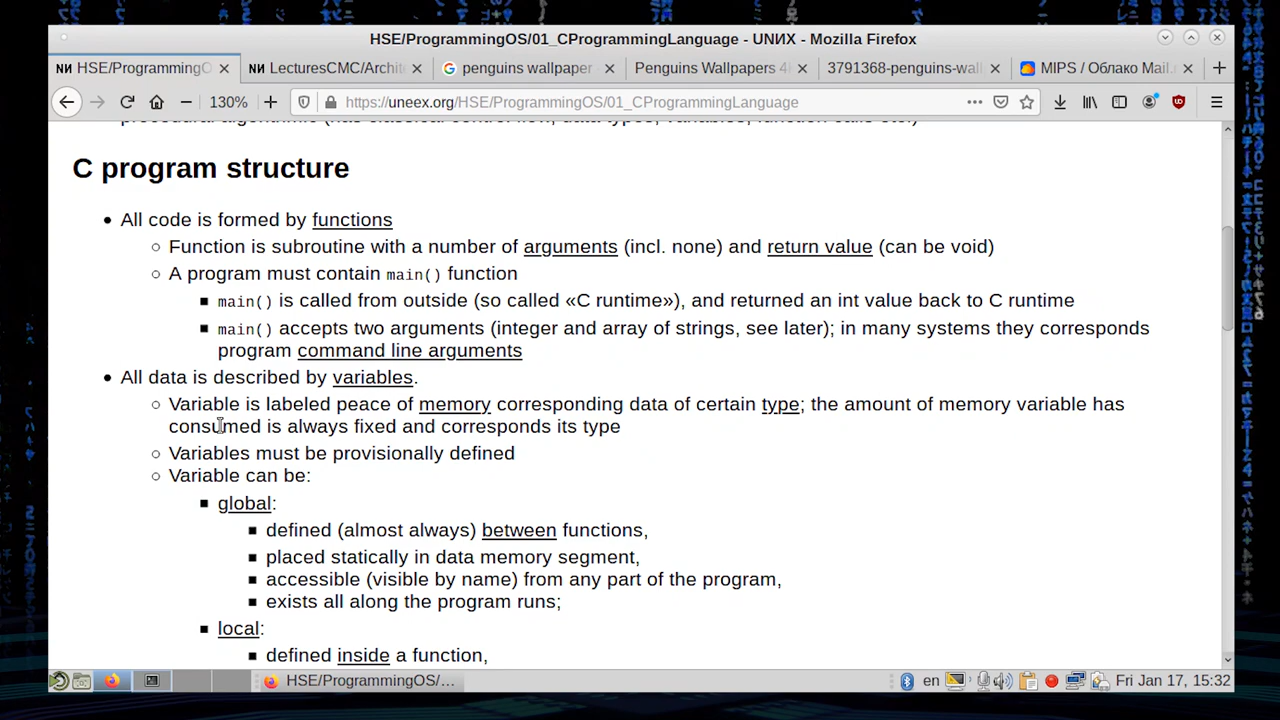 HSE/ProgrammingOS/01_CProgrammingLanguage - UNИX - Mozilla Firefox
ИИ HSE/ProgrammingO
ИИ LecturesCMC/Archite
penguins wallpaper -
Penguins Wallpapers 4
3791368-penguins-wall
MIPS / Облако Mail.r
130%
https://uneex.org/HSE/ProgrammingOS/01_CProgrammingLanguage
C program structure
All code is formed by functions
Function is subroutine with a number of arguments (incl. none) and return value (can be void)
A program must contain main() function
main() is called from outside (so called «C runtime»), and returned an int value back to C runtime
main() accepts two arguments (integer and array of strings, see later); in many systems they corresponds
program command line arguments
All data is described by variables.
Variable is labeled peace of memory corresponding data of certain type; the amount of memory variable has
consumed is always fixed and corresponds its type
Variables must be provisionally defined
Variable can be:
global:
defined (almost always) between functions,
placed statically in data memory segment,
accessible (visible by name) from any part of the program,
exists all along the program runs;
local:
defined inside a function,
HSE/ProgrammingOS/...
en
Fri Jan 17, 15:32